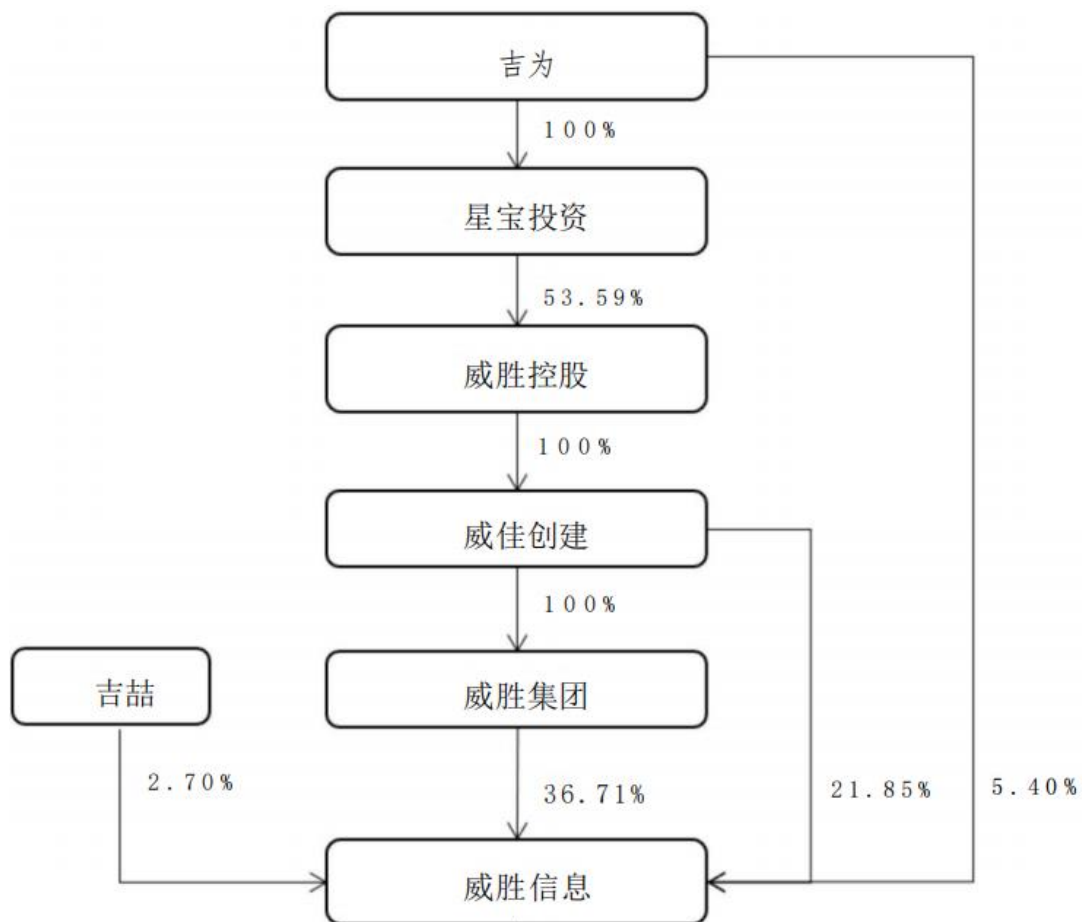 吉为
100%
星宝投资
53.59%
威胜控股
100%
威佳创建
100%
吉喆
威胜集团
2.70%
36.71%
21.85%
5.40%
威胜信息